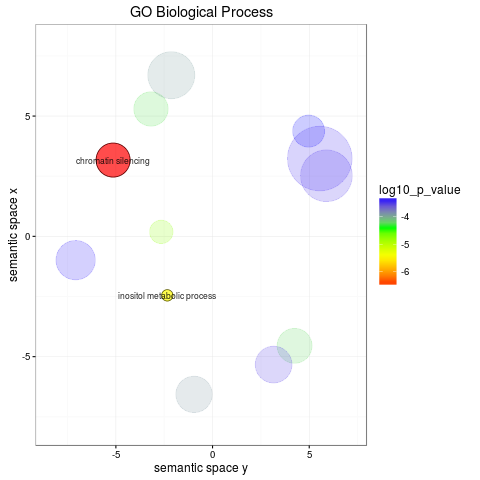 GO Biological Process
semantic space x
5
0
-5
chromatin silencing
inositol metabolic process
-5
0
5
semantic space y
log10_p_value
-4
-5
-6